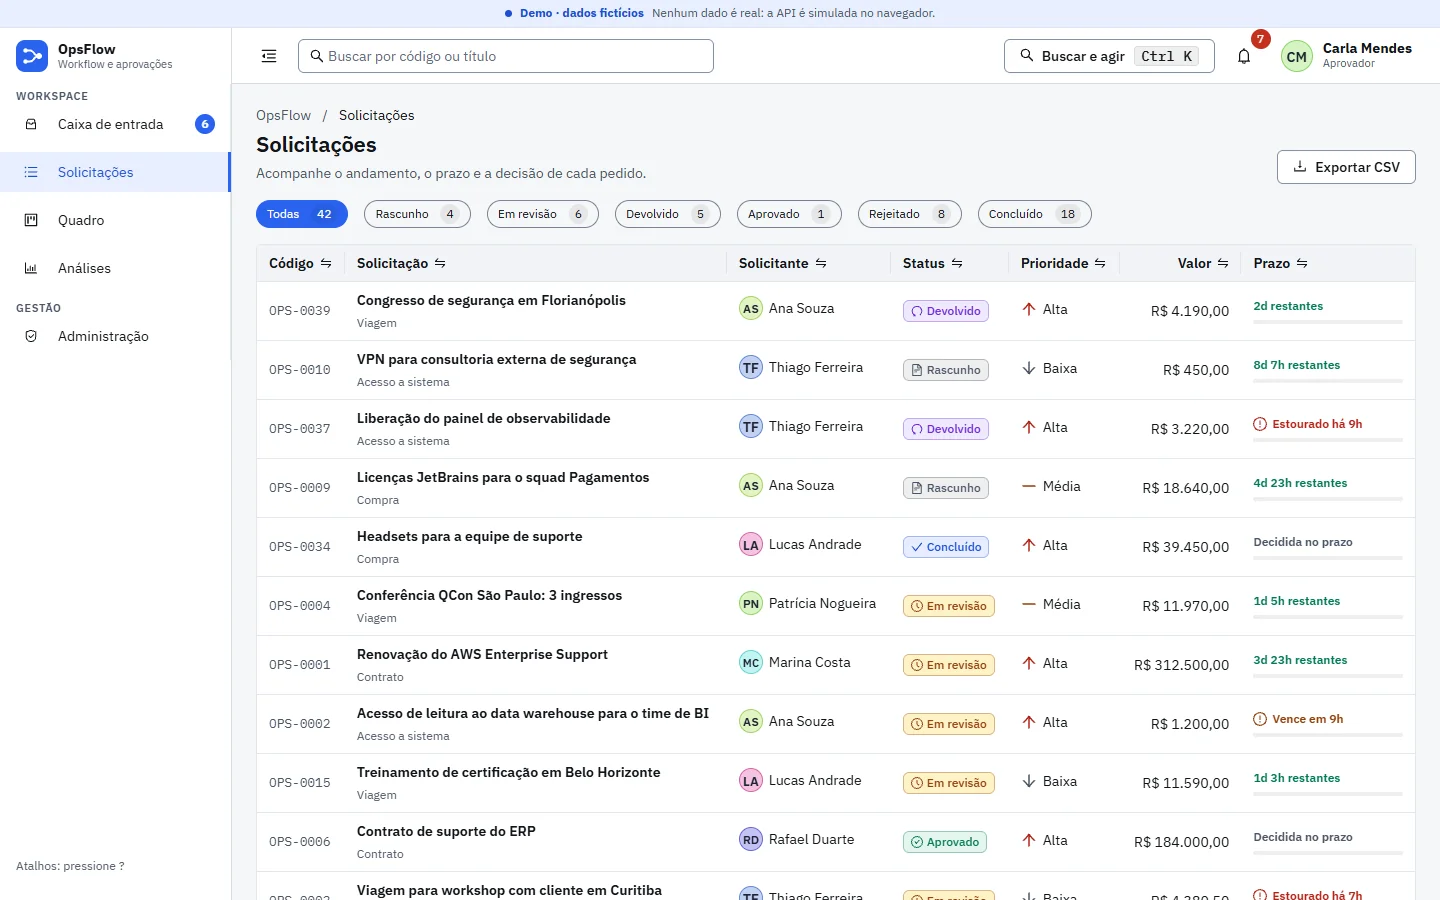 Demo · dados fictícios Nenhum dado é real: a API é simulada no navegador.
OpsFlow
Workflow e aprovações
Buscar por código ou título
Buscar e agir Ctrl K
7
CM
Carla Mendes
Aprovador
WORKSPACE
Caixa de entrada 6
Solicitações
Quadro
Análises
GESTÃO
Administração
Atalhos: pressione ?
OpsFlow / Solicitações
Solicitações
Acompanhe o andamento, o prazo e a decisão de cada pedido.
Exportar CSV
Todas 42 Rascunho 4 Em revisão 6 Devolvido 5 Aprovado 1 Rejeitado 8 Concluído 18
Código Solicitação Solicitante Status Prioridade Valor Prazo
OPS-0039 Congresso de segurança em Florianópolis AS Ana Souza Devolvido Alta R$ 4.190,00 2d restantes
Viagem
OPS-0010 VPN para consultoria externa de segurança TF Thiago Ferreira Rascunho Baixa R$ 450,00 8d 7h restantes
Acesso a sistema
OPS-0037 Liberação do painel de observabilidade TF Thiago Ferreira Devolvido Alta R$ 3.220,00 Estourado há 9h
Acesso a sistema
OPS-0009 Licenças JetBrains para o squad Pagamentos AS Ana Souza Rascunho Média R$ 18.640,00 4d 23h restantes
Compra
OPS-0034 Headsets para a equipe de suporte LA Lucas Andrade Concluído Alta R$ 39.450,00 Decidida no prazo
Compra
OPS-0004 Conferência QCon São Paulo: 3 ingressos PN Patrícia Nogueira Em revisão Média R$ 11.970,00 1d 5h restantes
Viagem
OPS-0001 Renovação do AWS Enterprise Support MC Marina Costa Em revisão Alta R$ 312.500,00 3d 23h restantes
Contrato
OPS-0002 Acesso de leitura ao data warehouse para o time de BI AS Ana Souza Em revisão Alta R$ 1.200,00 Vence em 9h
Acesso a sistema
OPS-0015 Treinamento de certificação em Belo Horizonte LA Lucas Andrade Em revisão Baixa R$ 11.590,00 1d 3h restantes
Viagem
OPS-0006 Contrato de suporte do ERP RD Rafael Duarte Aprovado Alta R$ 184.000,00 Decidida no prazo
Contrato
Viagem para workshop com cliente em Curitiba TF Thiago Ferreira Em revisão Baixa Estourado há 7h